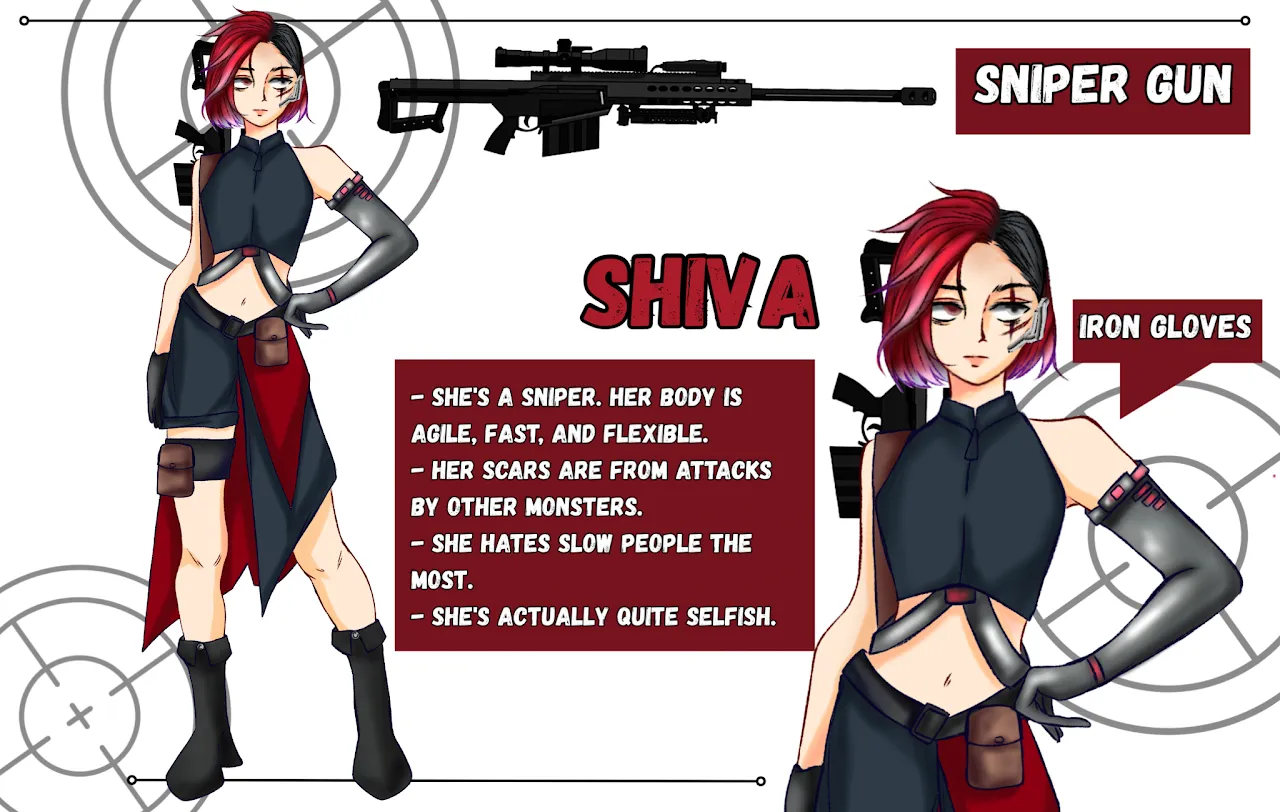 SNIPER GUN
SHIVA
IRON GLOVES
- SHE'S A SNIPER. HER BODY IS
AGILE, FAST, AND FLEXIBLE.
- HER SCARS ARE FROM ATTACKS
BY OTHER MONSTERS.
- SHE HATES SLOW PEOPLE THE
MOST.
- SHE'S ACTUALLY QUITE SELFISH.